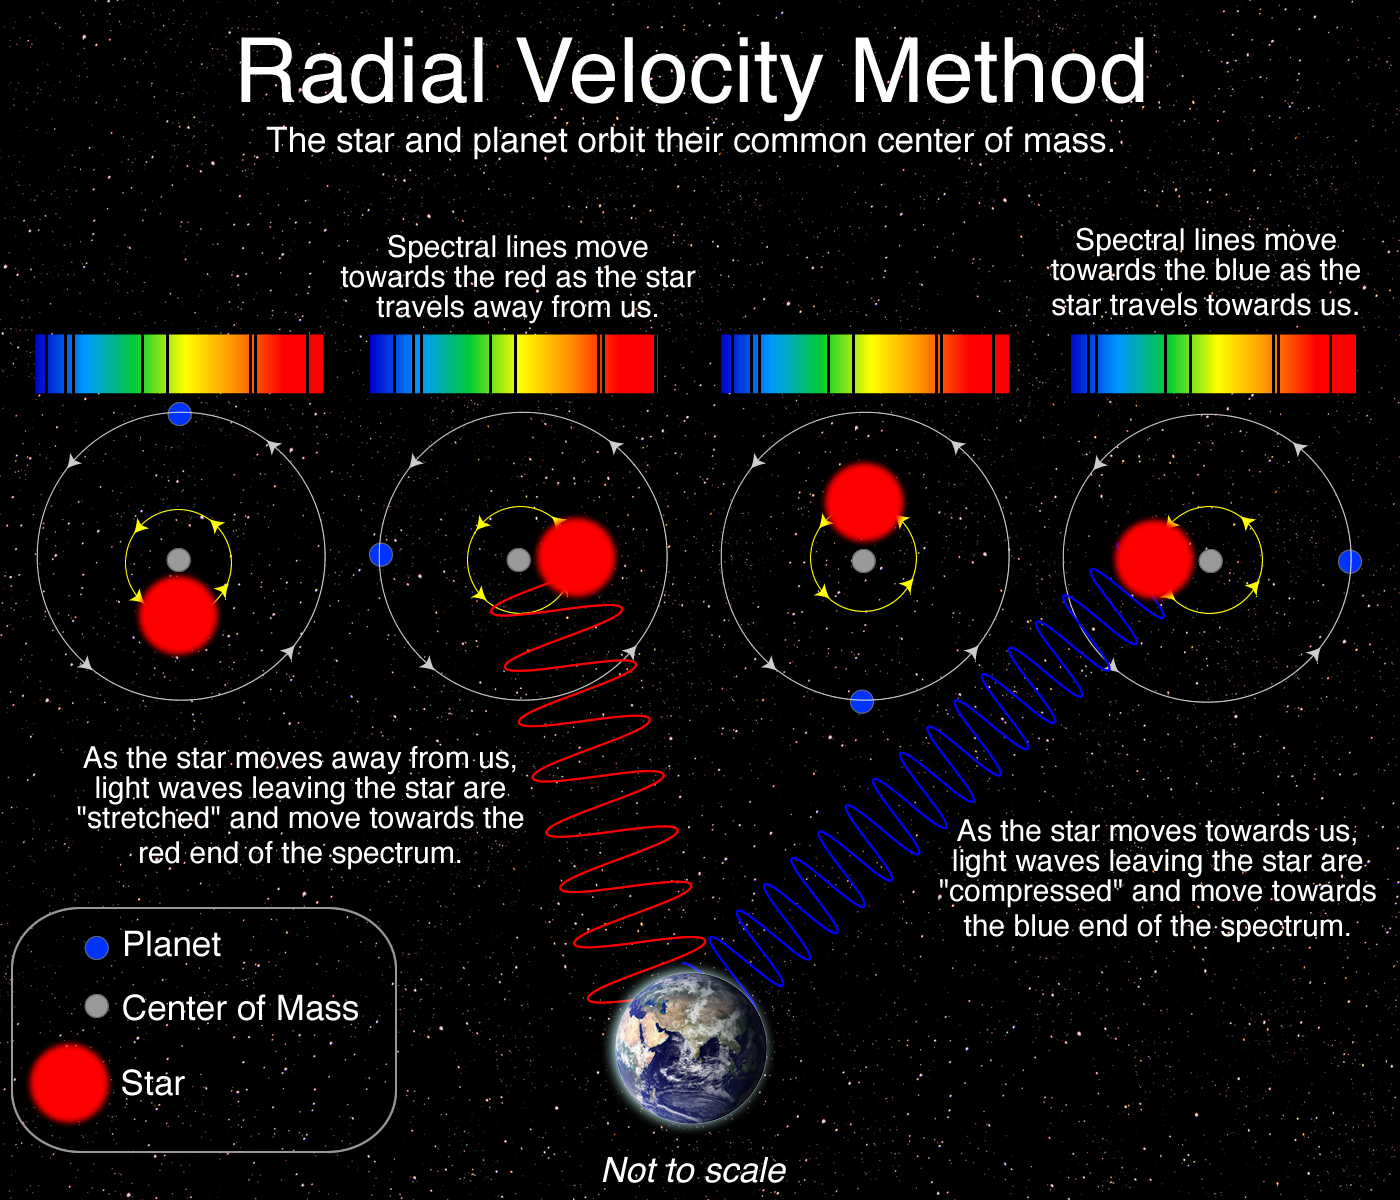 Radial Velocity Method
The star and planet orbit their common center of mass.
Spectral lines move
towards the red as the star
travels away from us.
Spectral lines move
towards the blue as the
star travels towards us.
As the star moves away from us,
light waves leaving the star are
"stretched" and move towards the
red end of the spectrum.
As the star moves towards us,
light waves leaving the star are
"compressed" and move towards
the blue end of the spectrum.
Planet
Center of Mass
Star
Not to scale